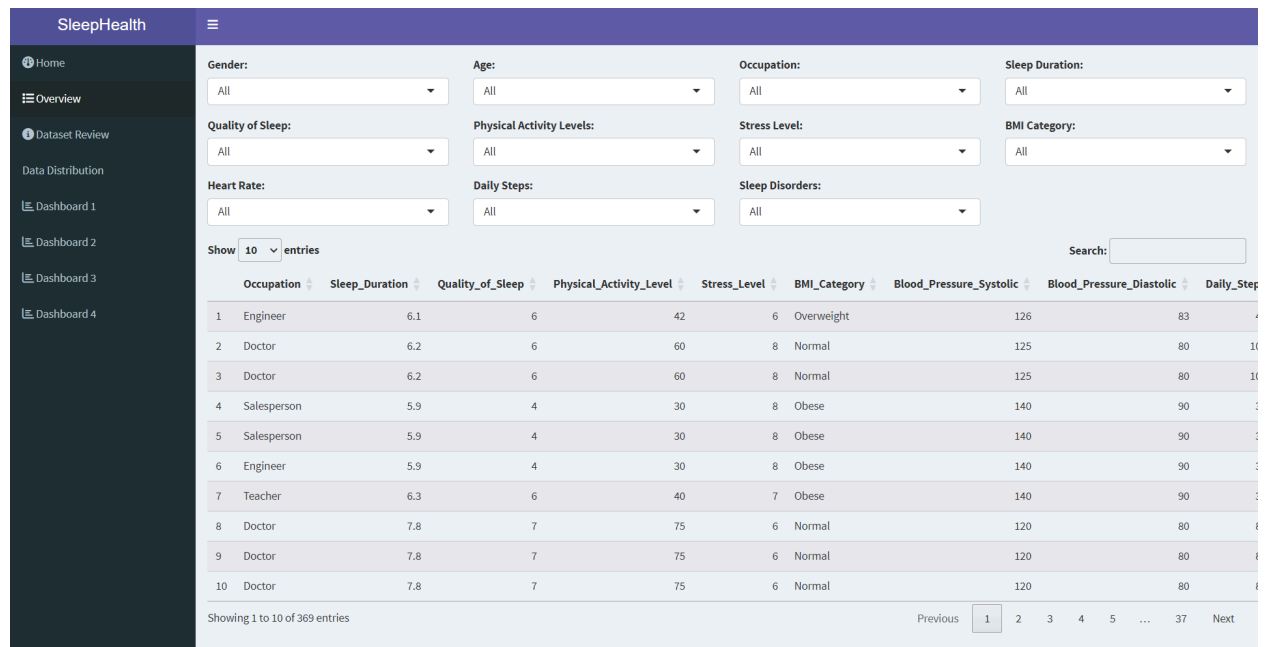 SleepHealth
Home
Overview
Dataset Review
Data Distribution
Dashboard 1
Dashboard 2
Dashboard 3
Dashboard 4
Gender: Age: Occupation: Sleep Duration:
All All All All
Quality of Sleep: Physical Activity Levels: Stress Level: BMI Category:
All All All All
Heart Rate: Daily Steps: Sleep Disorders:
All All All
Show 10 entries Search:
Occupation Sleep_Duration Quality_of_Sleep Physical_Activity_Level Stress_Level BMI_Category Blood_Pressure_Systolic Blood_Pressure_Diastolic Daily_Step
1 Engineer 6.1 6 42 6 Overweight 126 83
2 Doctor 6.2 6 60 8 Normal 125 80
3 Doctor 6.2 6 60 8 Normal 125 80
4 Salesperson 5.9 4 30 8 Obese 140 90
5 Salesperson 5.9 4 30 8 Obese 140 90
6 Engineer 5.9 4 30 8 Obese 140 90
7 Teacher 6.3 6 40 7 Obese 140 90
8 Doctor 7.8 7 75 6 Normal 120 80
9 Doctor 7.8 7 75 6 Normal 120 80
10 Doctor 7.8 7 75 6 Normal 120 80
Showing 1 to 10 of 369 entries Previous 1 2 3 4 5 … 37 Next